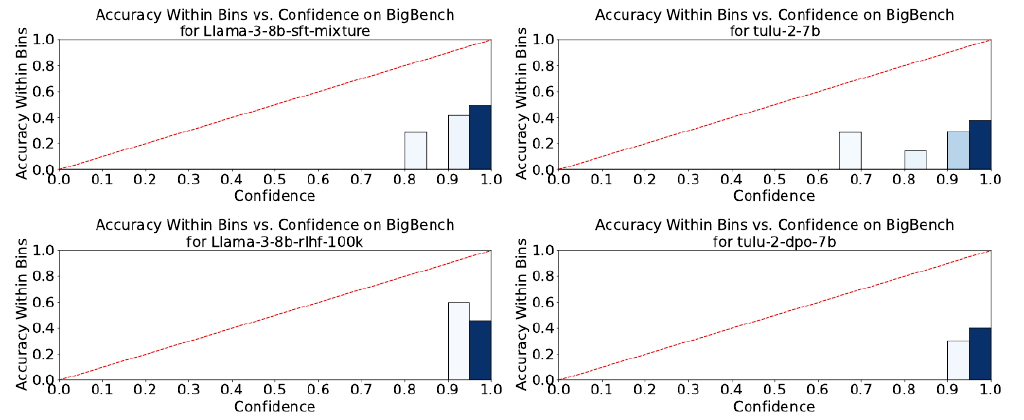 Accuracy Within Bins vs. Confidence on BigBench
for Llama-3-8b-sft-mixture
Accuracy Within Bins
1.0
0.8
0.6
0.4
0.2
0.0
0.0 0.1 0.2 0.3 0.4 0.5 0.6 0.7 0.8 0.9 1.0
Confidence
Accuracy Within Bins vs. Confidence on BigBench
for tulu-2-7b
Accuracy Within Bins
1.0
0.8
0.6
0.4
0.2
0.0
0.0 0.1 0.2 0.3 0.4 0.5 0.6 0.7 0.8 0.9 1.0
Confidence
Accuracy Within Bins vs. Confidence on BigBench
for Llama-3-8b-rlhf-100k
Accuracy Within Bins
1.0
0.8
0.6
0.4
0.2
0.0
0.0 0.1 0.2 0.3 0.4 0.5 0.6 0.7 0.8 0.9 1.0
Confidence
Accuracy Within Bins vs. Confidence on BigBench
for tulu-2-dpo-7b
Accuracy Within Bins
1.0
0.8
0.6
0.4
0.2
0.0
0.0 0.1 0.2 0.3 0.4 0.5 0.6 0.7 0.8 0.9 1.0
Confidence